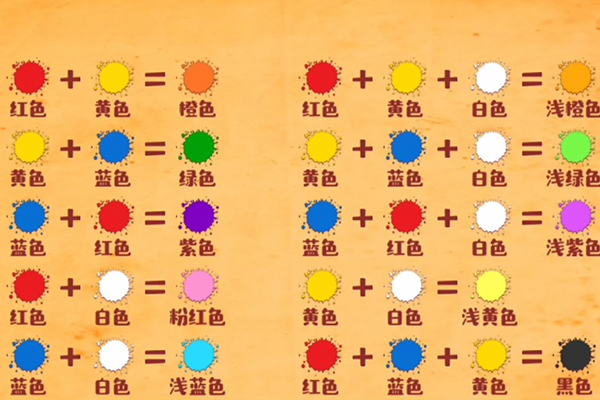 红色 + 黄色 = 橙色
红色 + 黄色 + 白色 = 浅橙色
黄色 + 蓝色 = 绿色
黄色 + 蓝色 + 白色 = 浅绿色
蓝色 + 红色 = 紫色
蓝色 + 红色 + 白色 = 浅紫色
红色 + 白色 = 粉红色
黄色 + 白色 = 浅黄色
蓝色 + 白色 = 浅蓝色
红色 + 蓝色 + 黄色 = 黑色